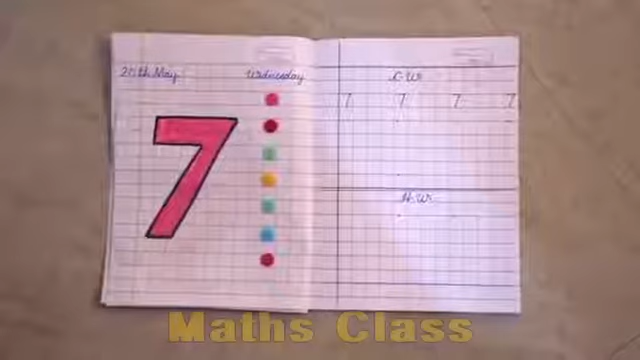 20th May
Wednesday
7
C.W
7 7 7 7
H.W
Maths Class